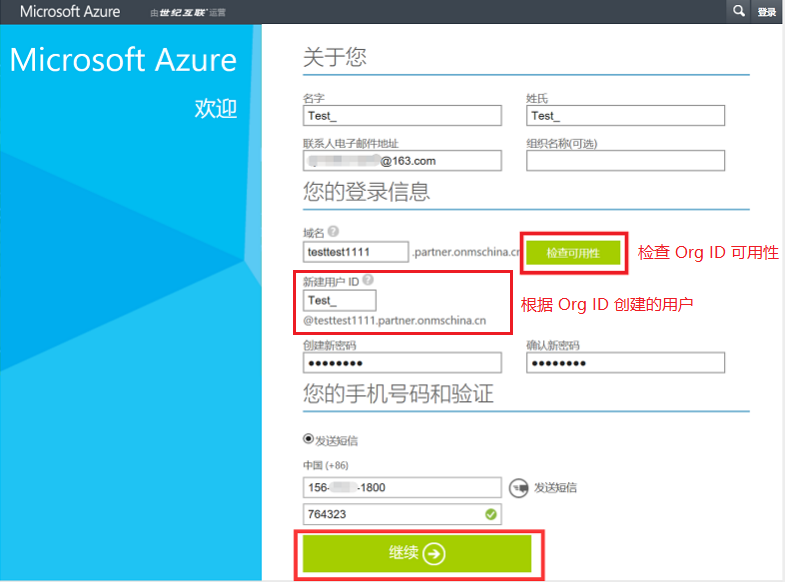 Microsoft Azure 由世纪互联运营 登录
Microsoft Azure
欢迎
关于您
名字 姓氏
Test_ Test_
联系人电子邮件地址 组织名称(可选)
@163.com
您的登录信息
域名
testtest1111 .partner.onmschina.cn 检查可用性 检查 Org ID 可用性
新建用户 ID
Test_
@testtest1111.partner.onmschina.cn
根据 Org ID 创建的用户
创建新密码 确认新密码
您的手机号码和验证
发送短信
中国 (+86)
156- -1800 发送短信
764323
继续